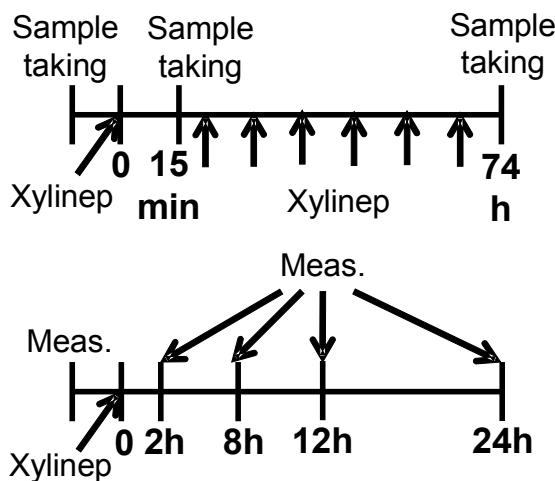 Sample Sample Sample
taking taking taking
0 15 74
Xylinep min Xylinep h
Meas.
Meas.
0 2h 8h 12h 24h
Xylinep